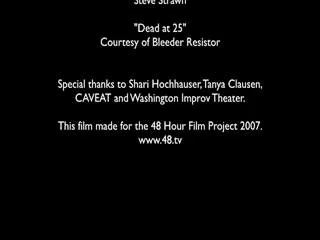 Steve Strawn
"Dead at 25"
Courtesy of Bleeder Resistor
Special thanks to Shari Hochhauser, Tanya Clausen,
CAVEAT and Washington Improv Theater.
This film made for the 48 Hour Film Project 2007.
www.48.tv